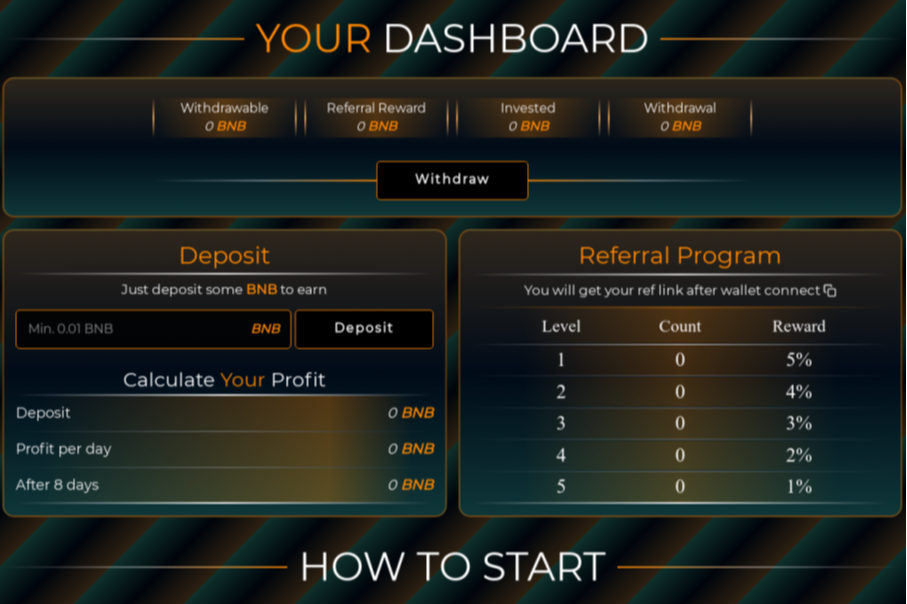 YOUR DASHBOARD
Withdrawable Referral Reward Invested Withdrawal
0 BNB 0 BNB 0 BNB 0 BNB
Withdraw
Deposit
Just deposit some BNB to earn
Min. 0.01 BNB BNB Deposit
Calculate Your Profit
Deposit 0 BNB
Profit per day 0 BNB
After 8 days 0 BNB
Referral Program
You will get your ref link after wallet connect
Level Count Reward
1 0 5%
2 0 4%
3 0 3%
4 0 2%
5 0 1%
HOW TO START